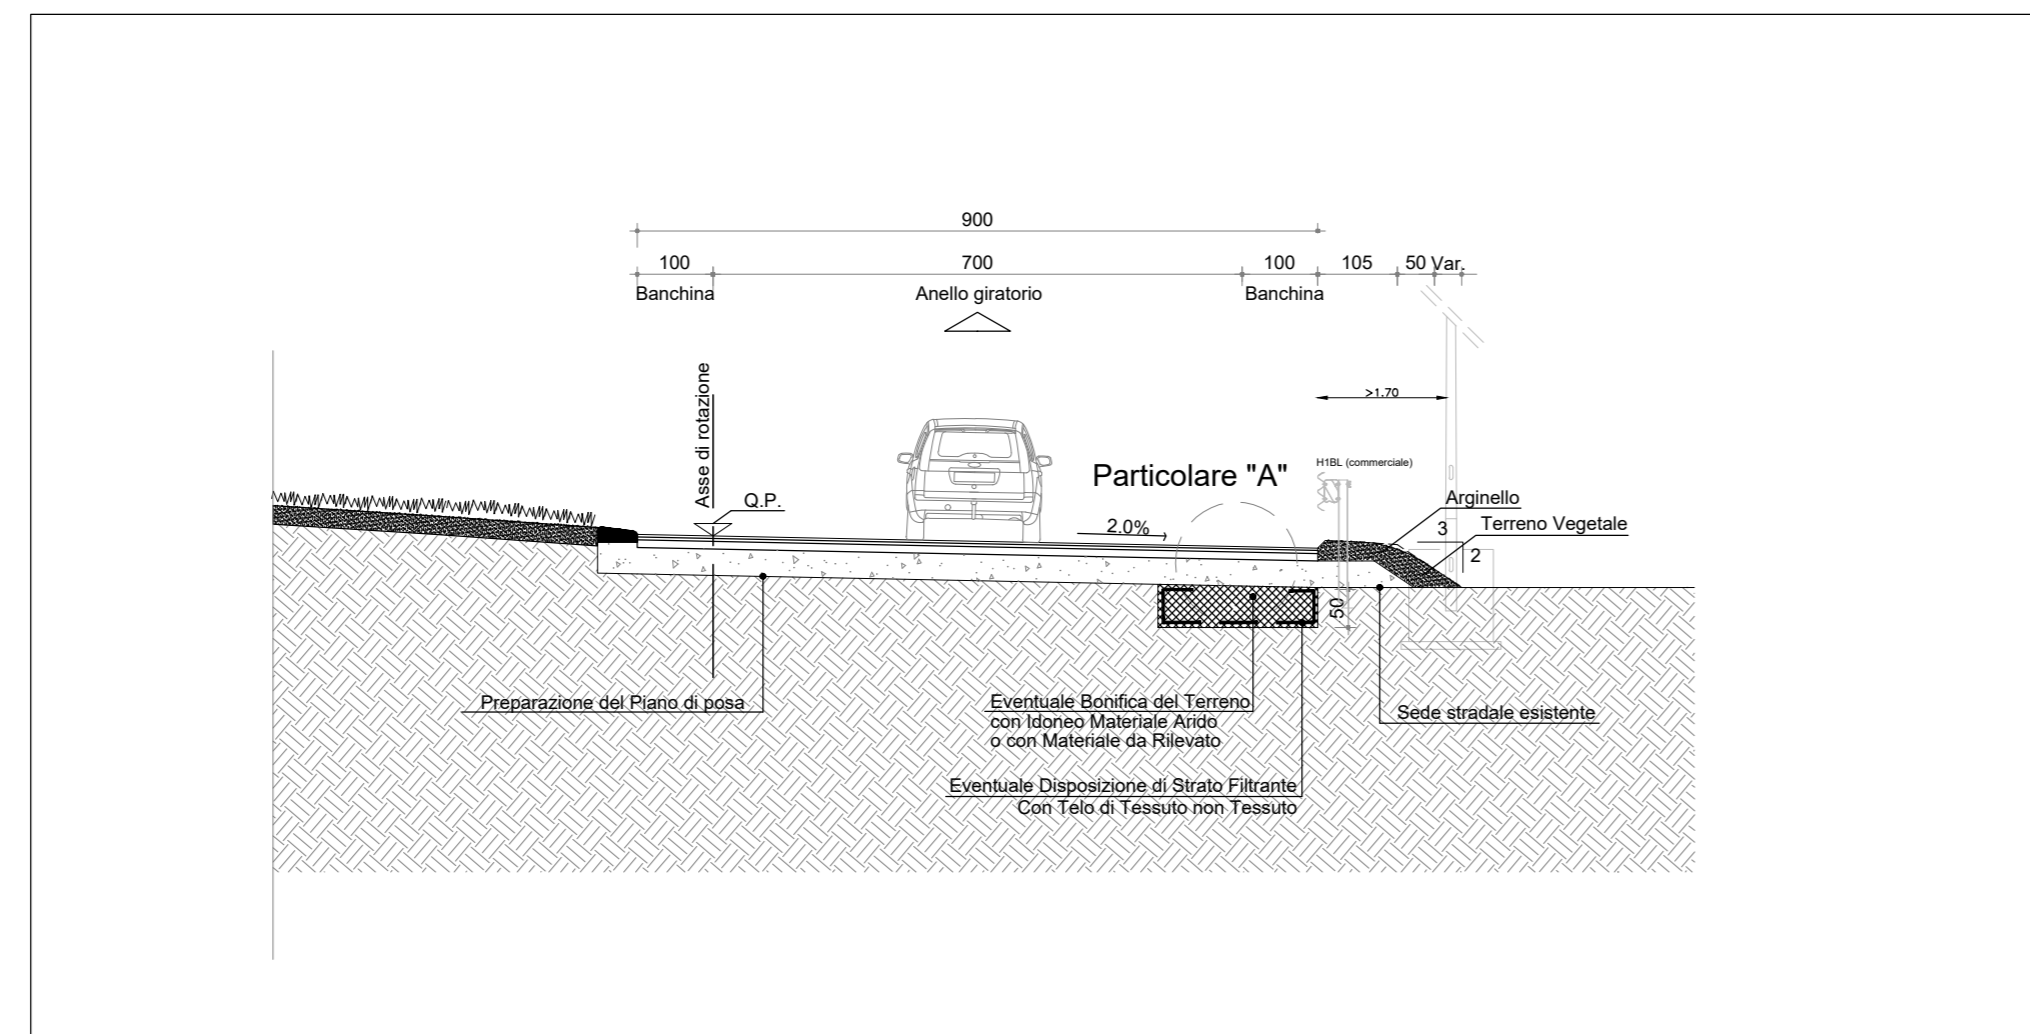 900
100
700
100
105
50
Var.
Banchina
Anello giratorio
Banchina
Asse di rotazione
>1.70
Particolare "A"
H1BL (commerciale)
Q.P.
Arginello
2.0%
3
Terreno Vegetale
2
50
Preparazione del Piano di posa
Eventuale Bonifica del Terreno
con Idoneo Materiale Arido
o con Materiale da Rilevato
Sede stradale esistente
Eventuale Disposizione di Strato Filtrante
Con Telo di Tessuto non Tessuto